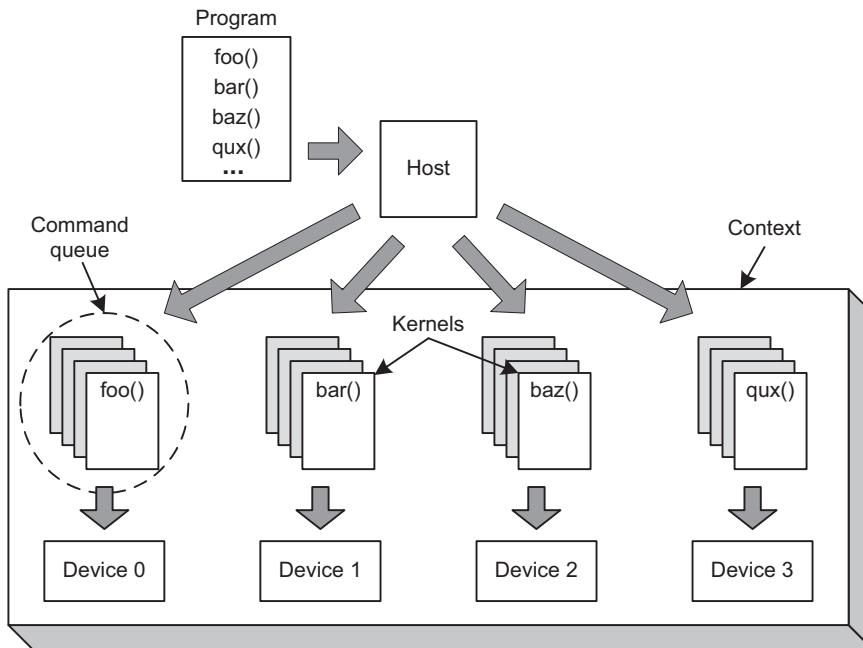 Program
foo()
bar()
baz()
qux()
...
Host
Command
queue
Context
Kernels
foo()
bar()
baz()
qux()
Device 0
Device 1
Device 2
Device 3